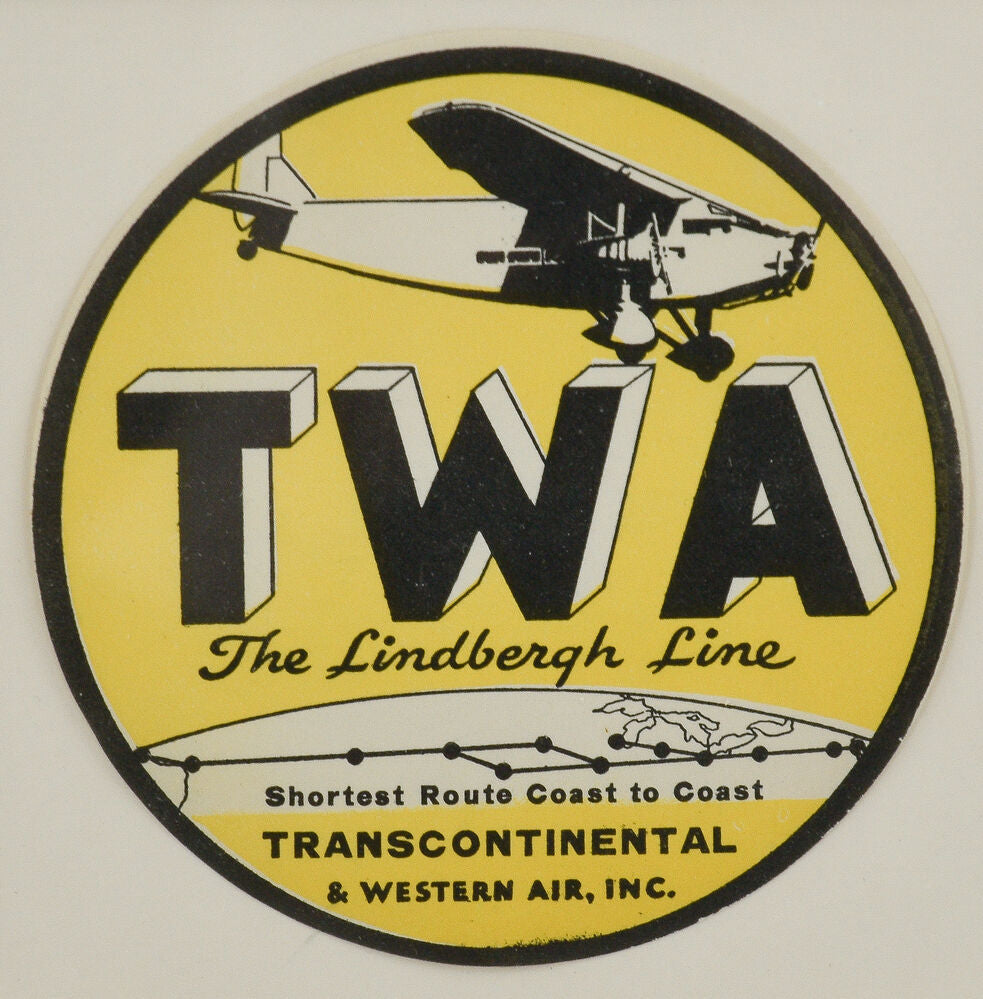 TWA
The Lindbergh Line
Shortest Route Coast to Coast
TRANSCONTINENTAL
& WESTERN AIR, INC.